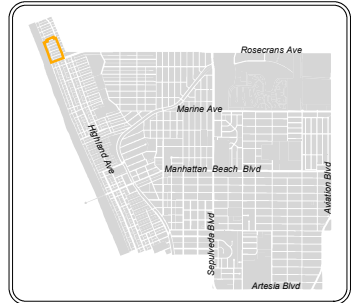 Rosecrans Ave
Marine Ave
Highland Ave
Manhattan Beach Blvd
Aviation Blvd
Sepulveda Blvd
Artesia Blvd